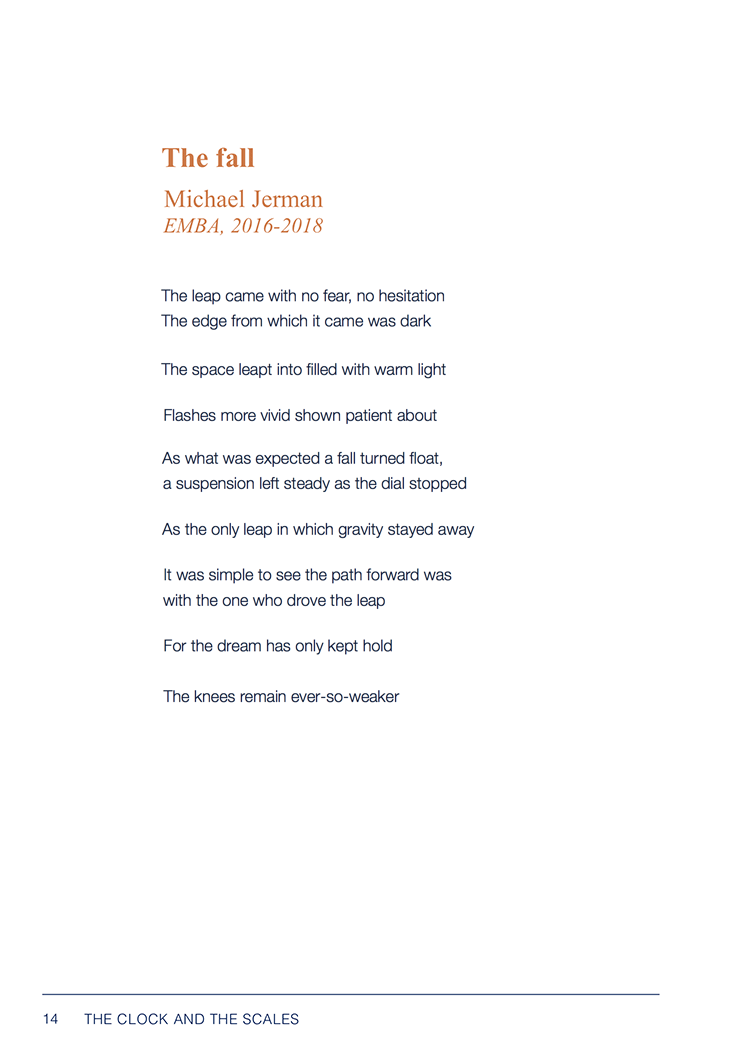 The fall
Michael Jerman
EMBA, 2016-2018
The leap came with no fear, no hesitation
The edge from which it came was dark
The space leapt into filled with warm light
Flashes more vivid shown patient about
As what was expected a fall turned float,
a suspension left steady as the dial stopped
As the only leap in which gravity stayed away
It was simple to see the path forward was
with the one who drove the leap
For the dream has only kept hold
The knees remain ever-so-weaker
14 THE CLOCK AND THE SCALES